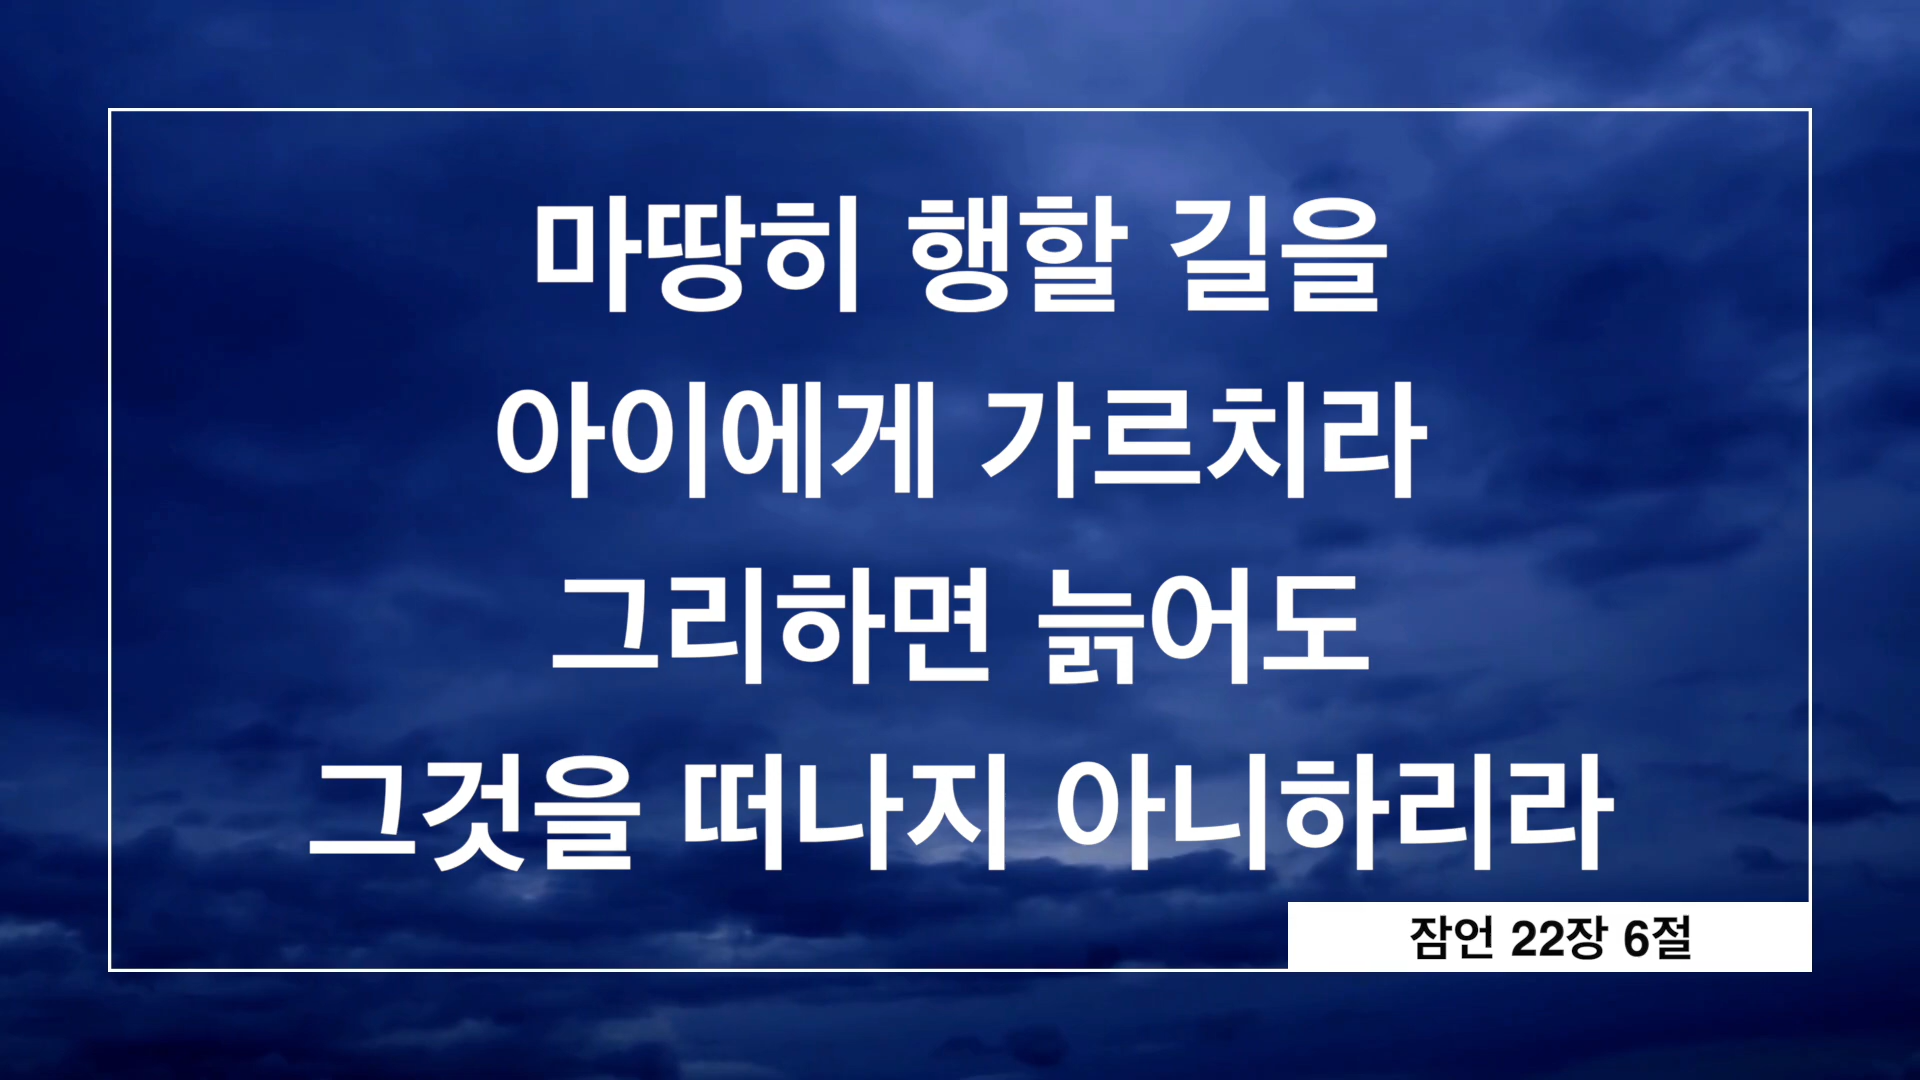 마땅히 행할 길을
아이에게 가르치라
그리하면 늙어도
그것을 떠나지 아니하리라
잠언 22장 6절